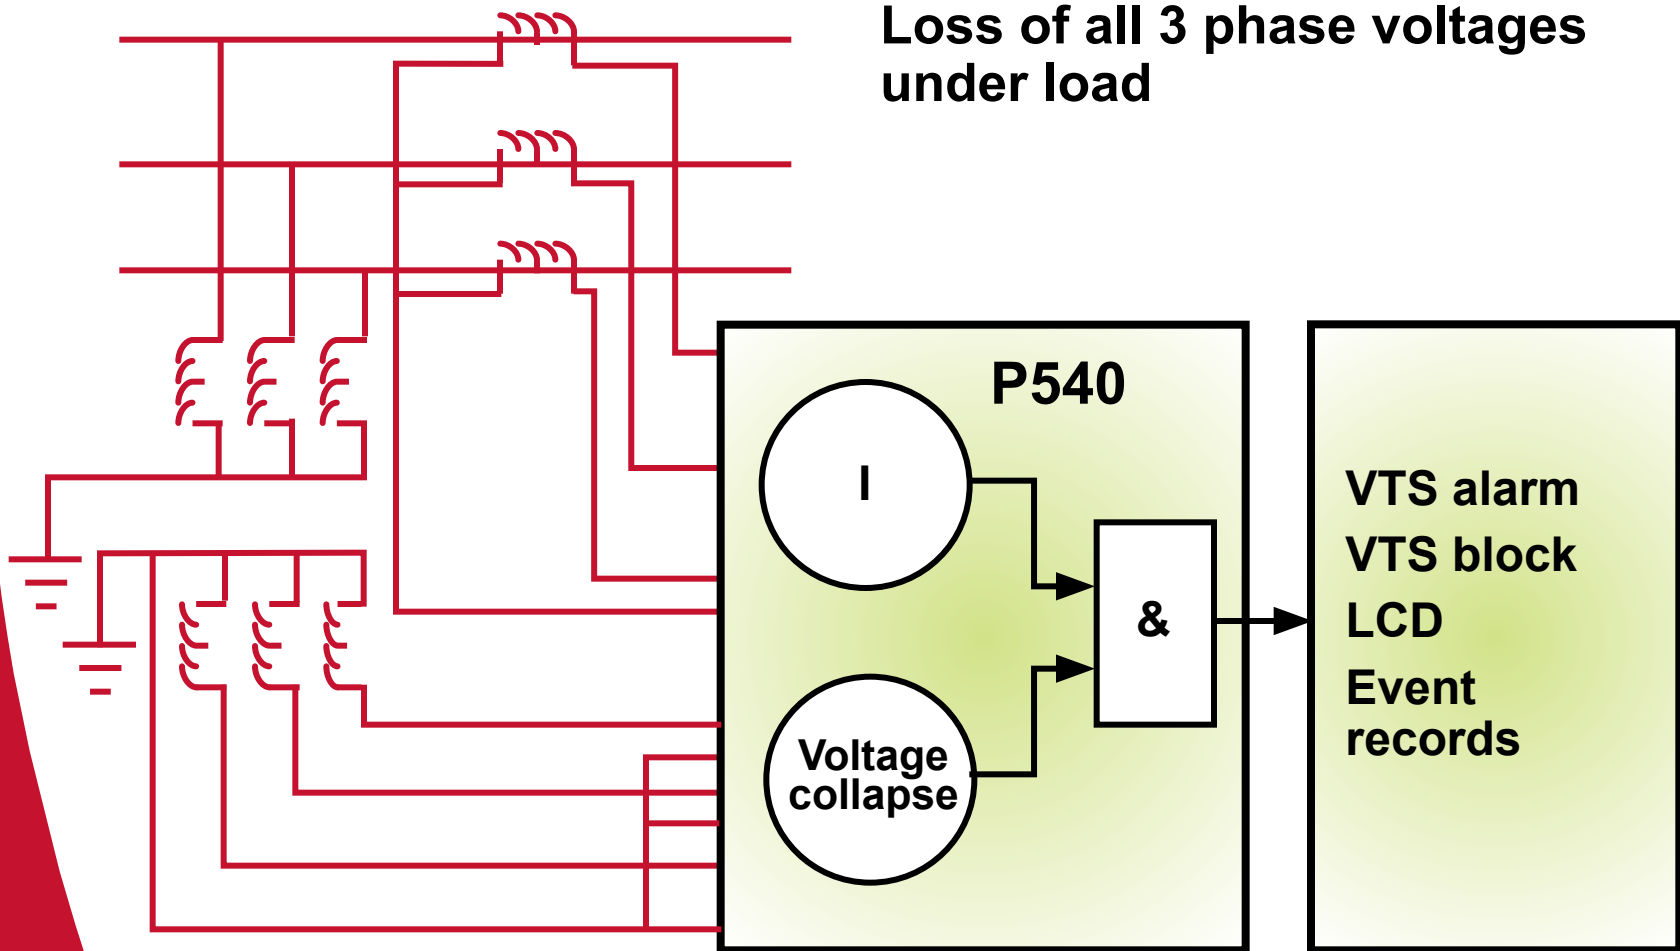 Loss of all 3 phase voltages
under load
P540
I
&
Voltage
collapse
VTS alarm
VTS block
LCD
Event
records